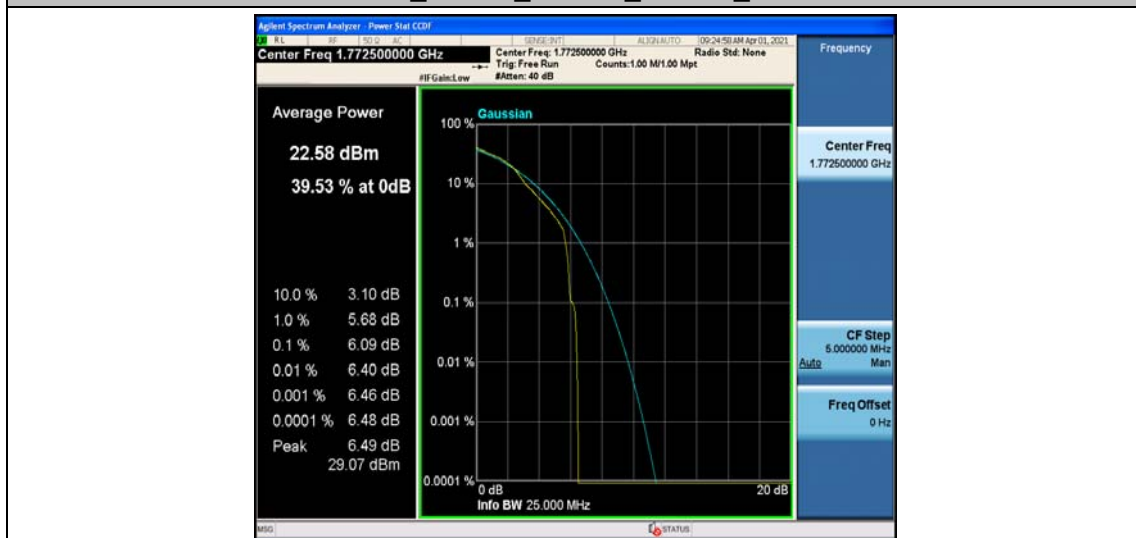 Agilent Spectrum Analyzer - Power Stat CCDF
RL RF 50 Ω AC SENSE:INT ALIGN AUTO 09:24:50 AM Apr 01, 2021
Center Freq 1.772500000 GHz
Center Freq: 1.772500000 GHz Radio Std: None
Trig: Free Run Counts:1.00 M/1.00 Mpt
#IFGain:Low #Atten: 40 dB
Frequency
Average Power
22.58 dBm
39.53 % at 0dB
10.0 % 3.10 dB
1.0 % 5.68 dB
0.1 % 6.09 dB
0.01 % 6.40 dB
0.001 % 6.46 dB
0.0001 % 6.48 dB
Peak 6.49 dB
29.07 dBm
Gaussian
100 %
10 %
1 %
0.1 %
0.01 %
0.001 %
0.0001 %
0 dB 20 dB
Info BW 25.000 MHz
Center Freq
1.772500000 GHz
CF Step
5.000000 MHz
Auto Man
Freq Offset
0 Hz
MSG STATUS